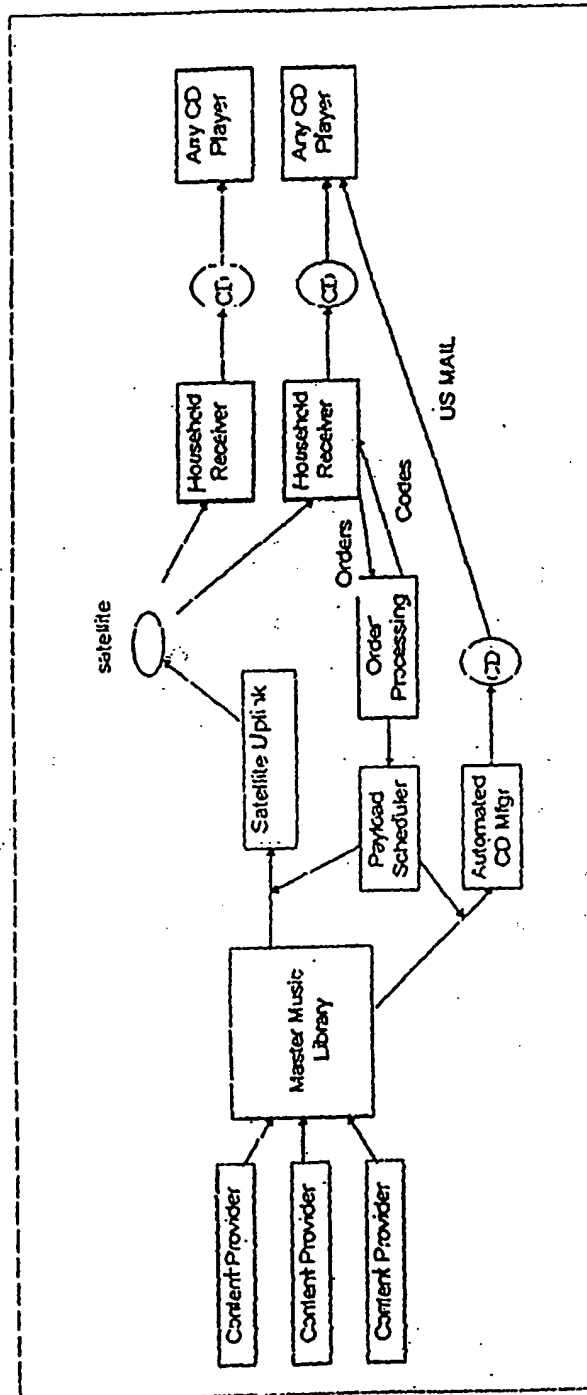 Content Provider
Content Provider
Content Provider
Master Music
Library
Satellite Uplink
satellite
Payload
Scheduler
Automated
CD Mfgr
Order
Processing
Orders
Codes
CD
US MAIL
Household
Receiver
Household
Receiver
CD
CD
Any CD
Player
Any CD
Player